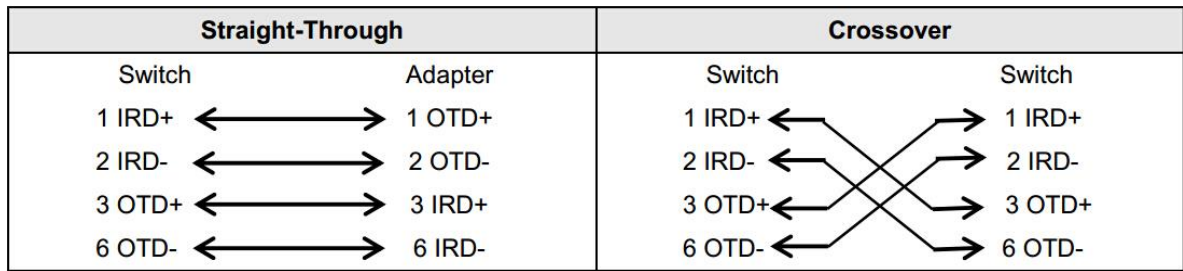 Straight-Through Crossover
Switch Adapter Switch Switch
1 IRD+ 1 OTD+ 1 IRD+ 1 IRD+
2 IRD- 2 OTD- 2 IRD- 2 IRD-
3 OTD+ 3 IRD+ 3 OTD+ 3 OTD+
6 OTD- 6 IRD- 6 OTD- 6 OTD-